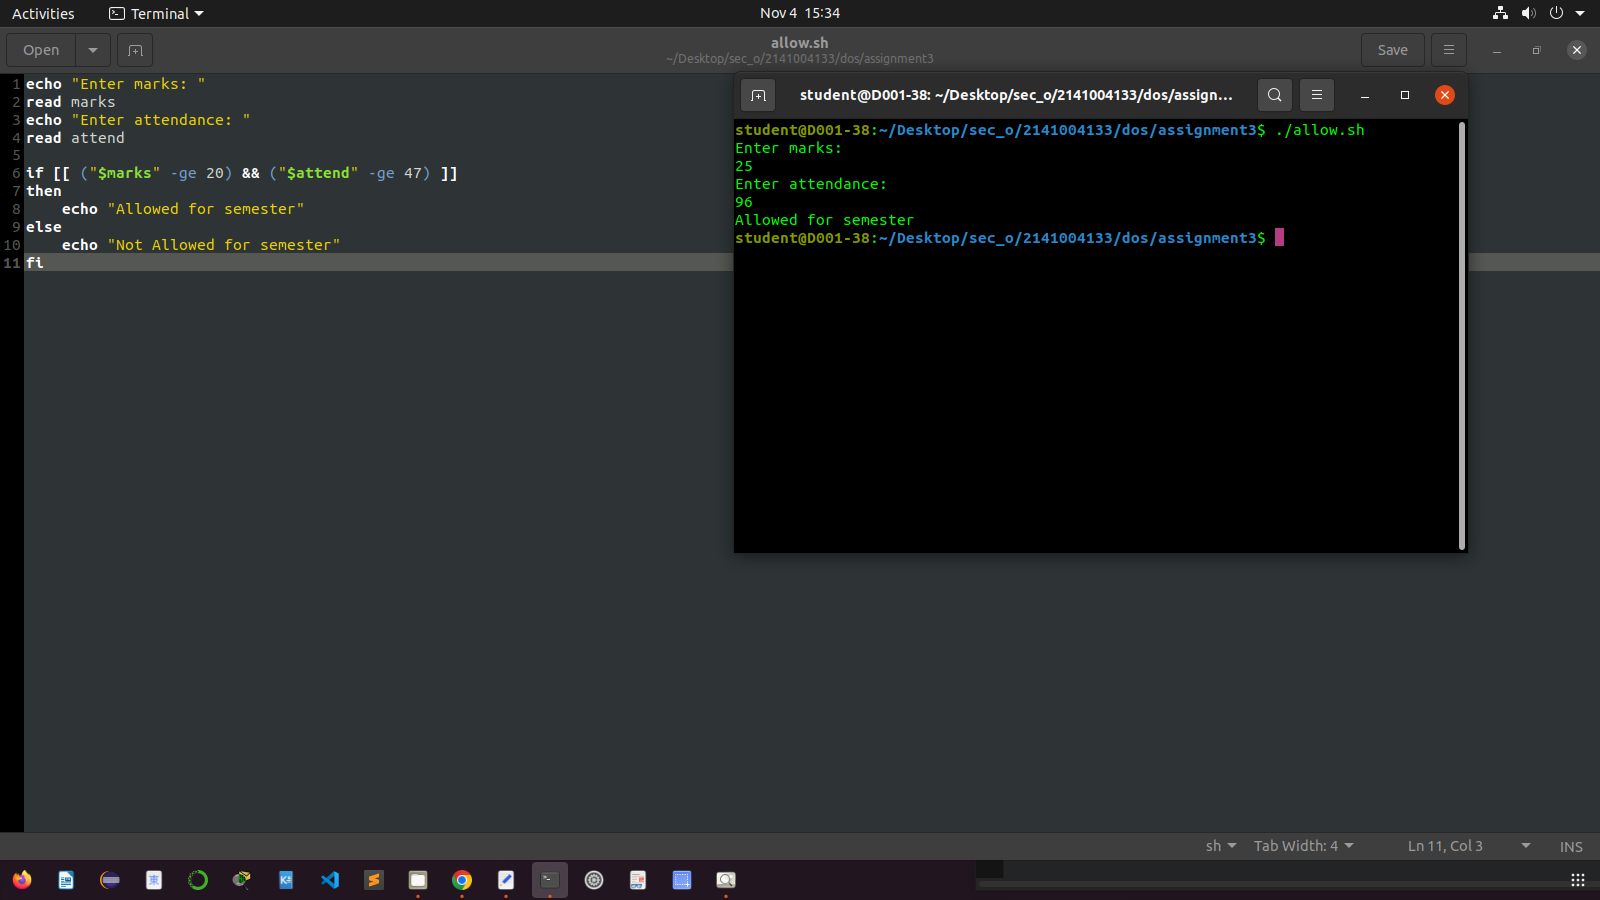 Activities
Terminal
Nov 4 15:34
Open
allow.sh
~/Desktop/sec_o/2141004133/dos/assignment3
Save
1 echo "Enter marks: "
2 read marks
3 echo "Enter attendance: "
4 read attend
5
6 if [[ ("$marks" -ge 20) && ("$attend" -ge 47) ]]
7 then
8     echo "Allowed for semester"
9 else
10     echo "Not Allowed for semester"
11 fi
student@D001-38: ~/Desktop/sec_o/2141004133/dos/assign...
student@D001-38:~/Desktop/sec_o/2141004133/dos/assignment3$ ./allow.sh
Enter marks:
25
Enter attendance:
96
Allowed for semester
student@D001-38:~/Desktop/sec_o/2141004133/dos/assignment3$
sh
Tab Width: 4
Ln 11, Col 3
INS